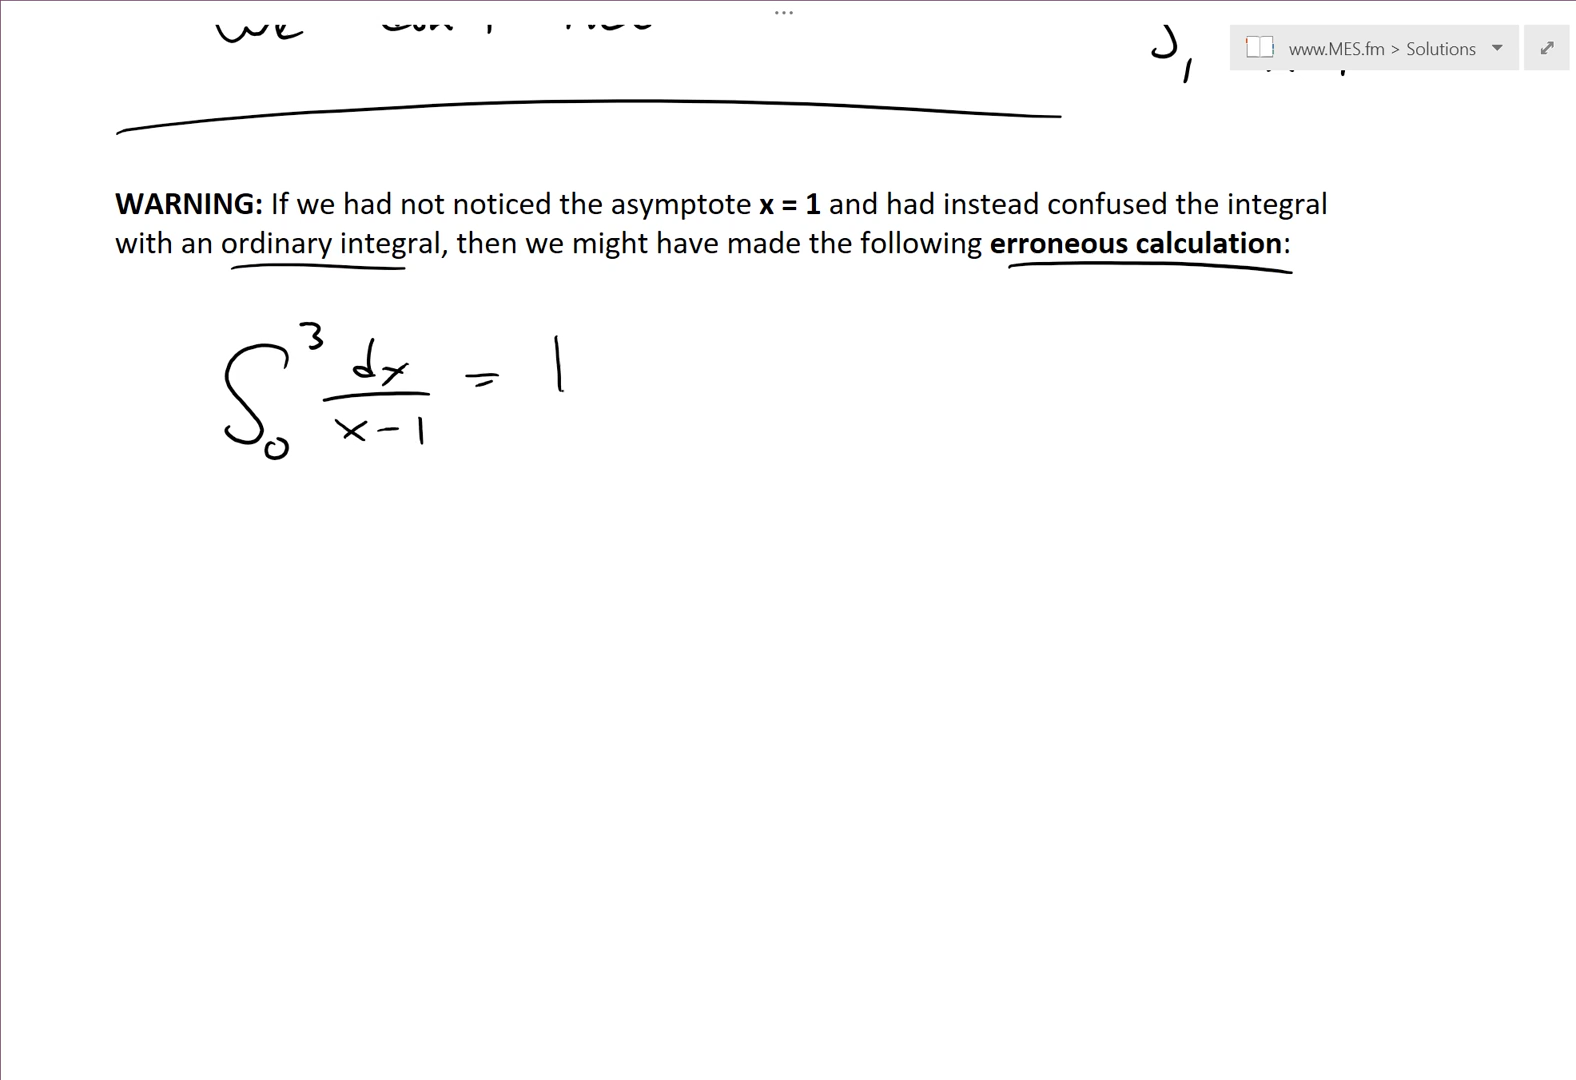 we
www.MES.fm > Solutions
WARNING: If we had not noticed the asymptote x = 1 and had instead confused the integral
with an ordinary integral, then we might have made the following erroneous calculation:
∫₀³ dx/(x-1) = 1